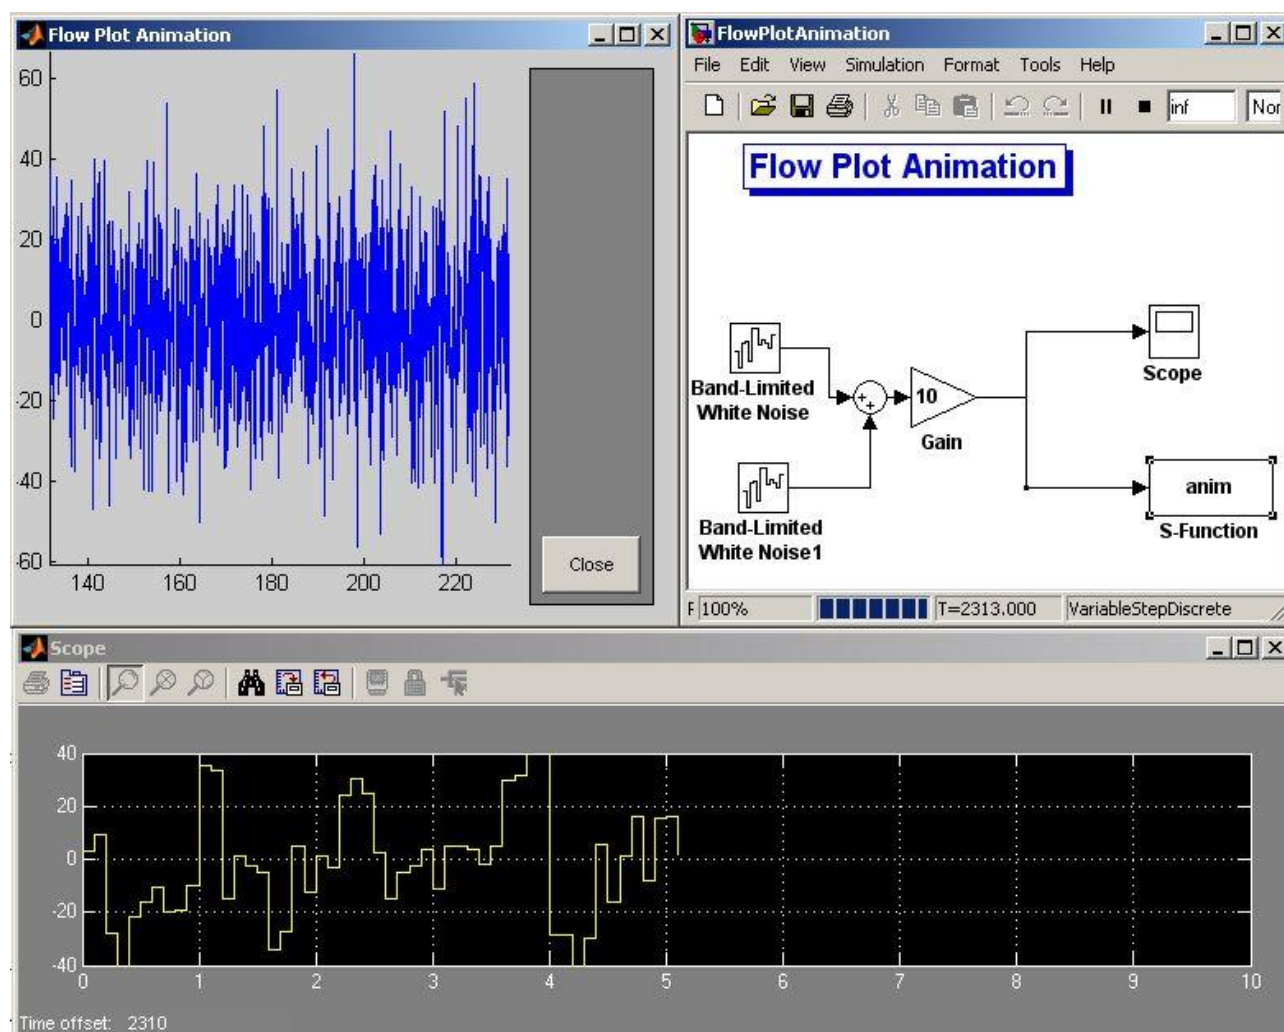 Flow Plot Animation
60
40
20
0
-20
-40
-60
140 160 180 200 220
Close
FlowPlotAnimation
File Edit View Simulation Format Tools Help
inf Nor
Flow Plot Animation
Band-Limited
White Noise
Band-Limited
White Noise1
+
+
10
Gain
Scope
anim
S-Function
F 100% T=2313.000 VariableStepDiscrete
Scope
40
20
0
-20
-40
0 1 2 3 4 5 6 7 8 9 10
Time offset: 2310